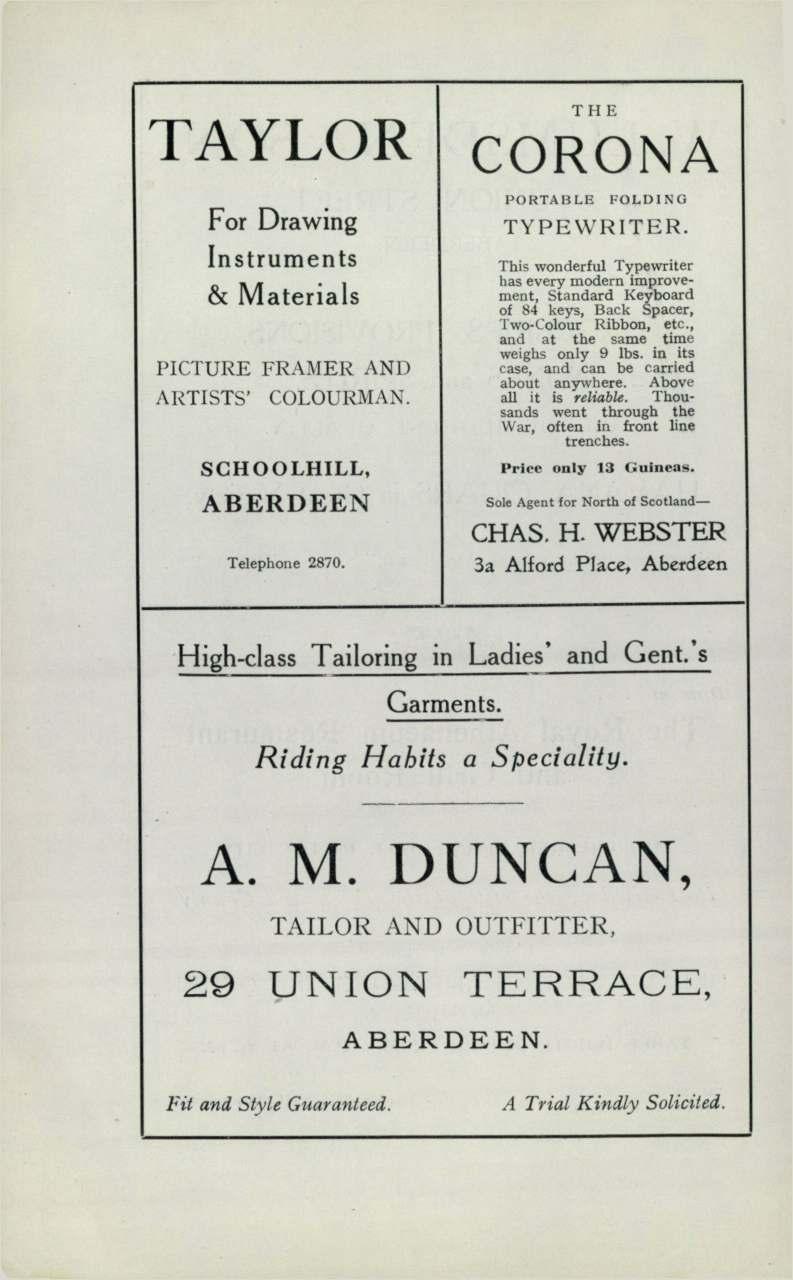 TAYLOR
For Drawing
Instruments
& Materials
PICTURE FRAMER AND
ARTISTS' COLOURMAN.
SCHOOLHILL,
ABERDEEN
Telephone 2870.
THE
CORONA
PORTABLE FOLDING
TYPEWRITER.
This wonderful Typewriter
has every modern improve-
ment, Standard Keyboard
of 84 keys, Back Spacer,
Two-Colour Ribbon, etc.,
and at the same time
weighs only 9 lbs. in its
case, and can be carried
about anywhere. Above
all it is reliable. Thou-
sands went through the
War, often in front line
trenches.
Price only 13 Guineas.
Sole Agent for North of Scotland—
CHAS. H. WEBSTER
3a Alford Place, Aberdeen
High-class Tailoring in Ladies' and Gent.'s
Garments.
Riding Habits a Speciality.
A. M. DUNCAN,
TAILOR AND OUTFITTER,
29 UNION TERRACE,
ABERDEEN.
Fit and Style Guaranteed. A Trial Kindly Solicited.